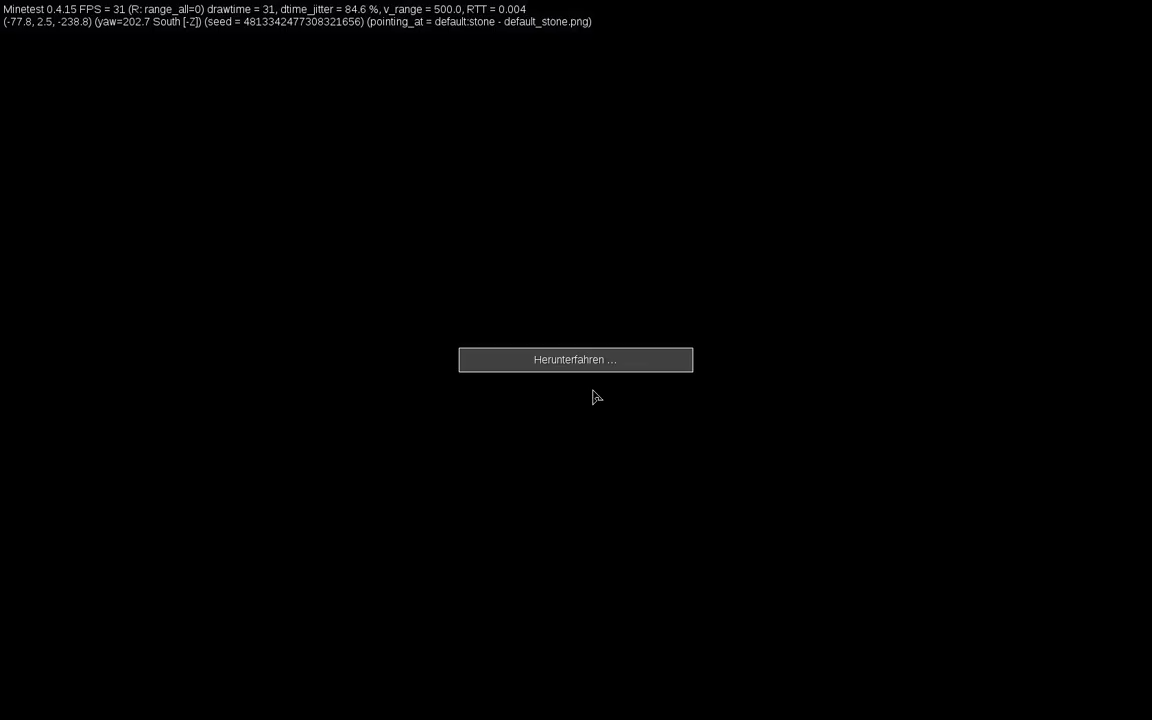 Minetest 0.4.15 FPS = 31 (R: range_all=0) drawtime = 31, dtime_jitter = 84.6 %, v_range = 500.0, RTT = 0.004
(-77.8, 2.5, -238.8) (yaw=202.7 South [-Z]) (seed = 4813342477308321656) (pointing_at = default:stone - default_stone.png)
Herunterfahren ...